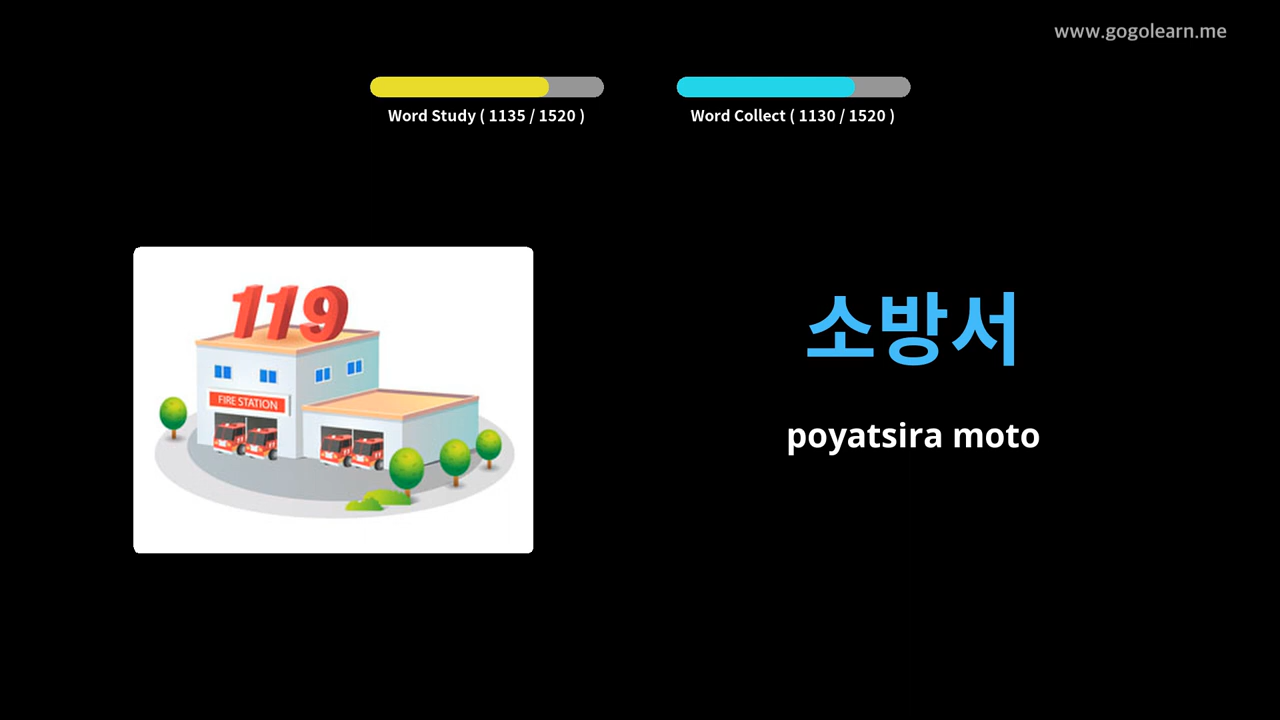 www.gogolearn.me
Word Study ( 1135 / 1520 )
Word Collect ( 1130 / 1520 )
119
FIRE STATION
소방서
poyatsira moto